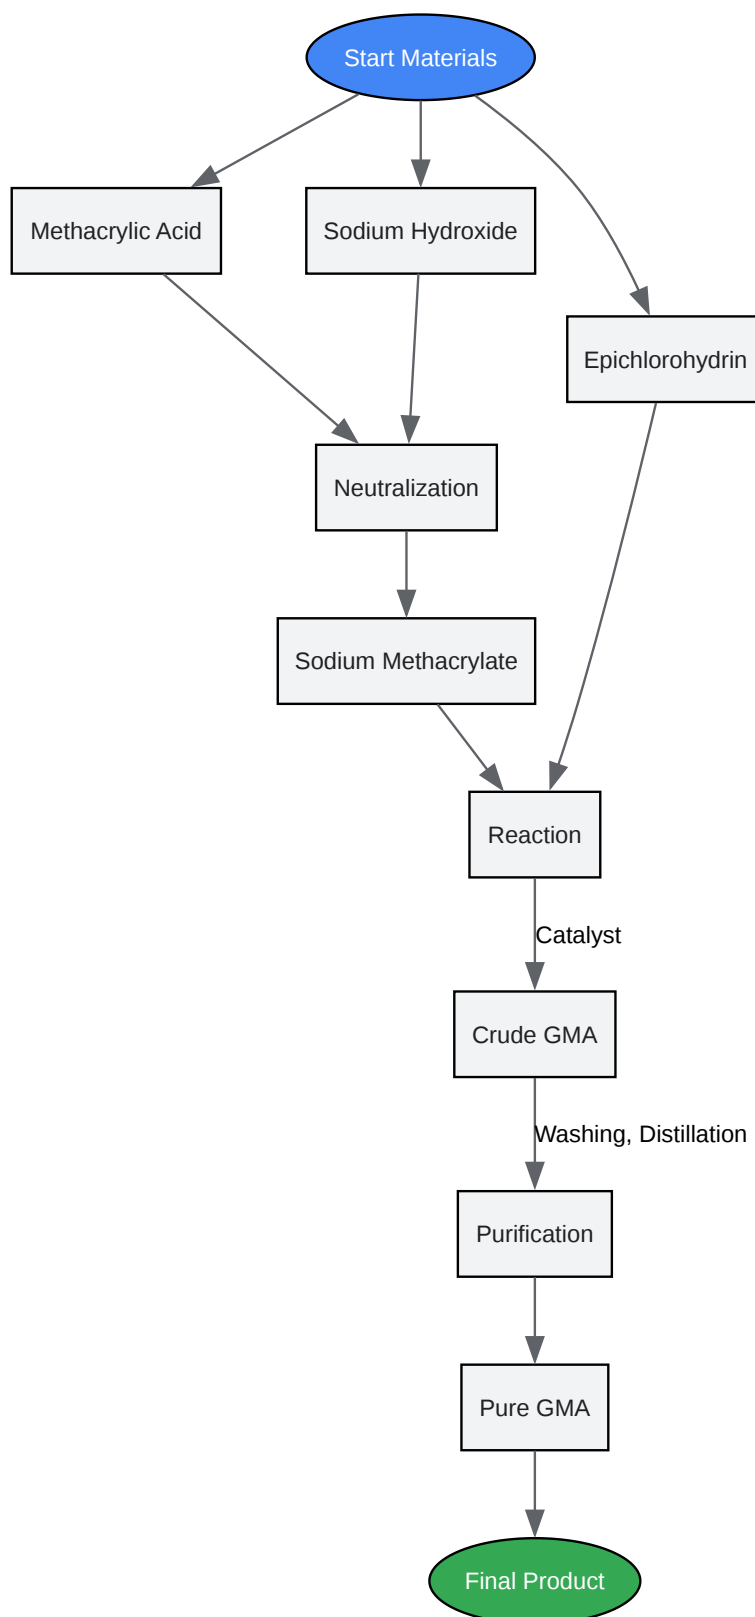 Start Materials
Methacrylic Acid
Sodium Hydroxide
Epichlorohydrin
Neutralization
Sodium Methacrylate
Reaction
Catalyst
Crude GMA
Washing, Distillation
Purification
Pure GMA
Final Product